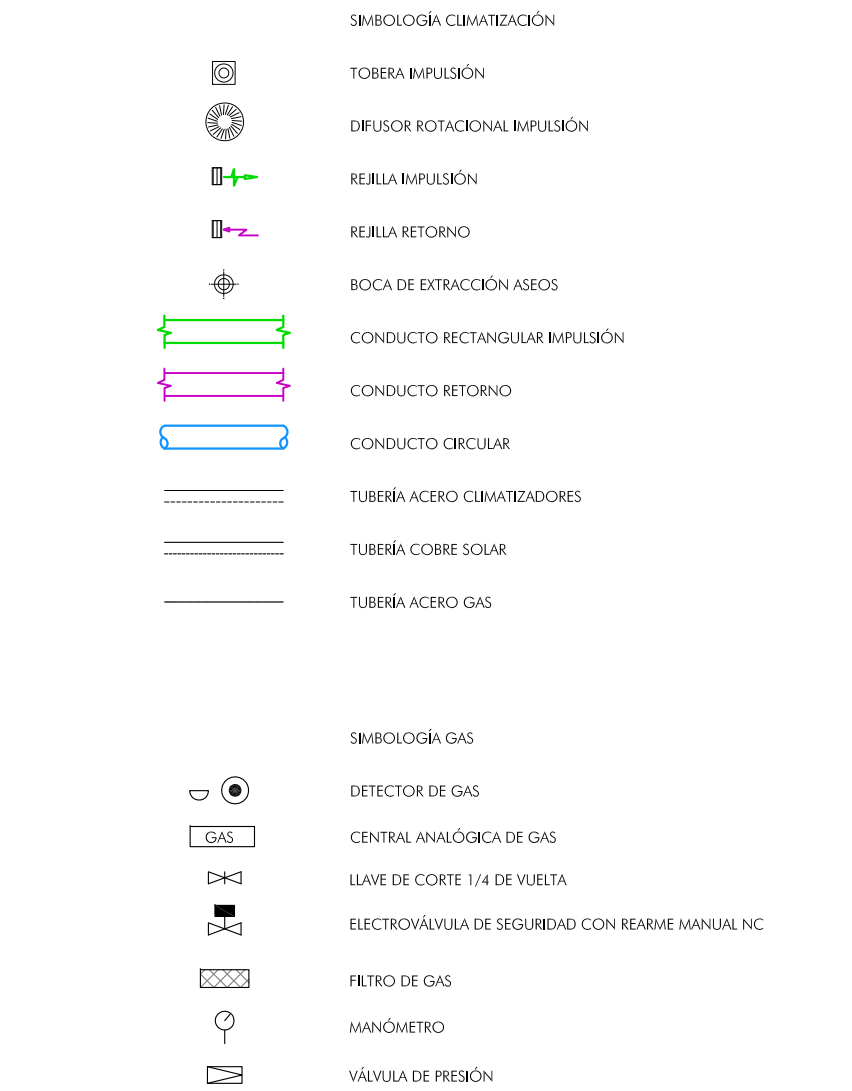 SIMBOLOGÍA CLIMATIZACIÓN
TOBERA IMPULSIÓN
DIFUSOR ROTACIONAL IMPULSIÓN
REJILLA IMPULSIÓN
REJILLA RETORNO
BOCA DE EXTRACCIÓN ASEOS
CONDUCTO RECTANGULAR IMPULSIÓN
CONDUCTO RETORNO
CONDUCTO CIRCULAR
TUBERÍA ACERO CLIMATIZADORES
TUBERÍA COBRE SOLAR
TUBERÍA ACERO GAS
SIMBOLOGÍA GAS
DETECTOR DE GAS
GAS CENTRAL ANALÓGICA DE GAS
LLAVE DE CORTE 1/4 DE VUELTA
ELECTROVÁLVULA DE SEGURIDAD CON REARME MANUAL NC
FILTRO DE GAS
MANÓMETRO
VÁLVULA DE PRESIÓN